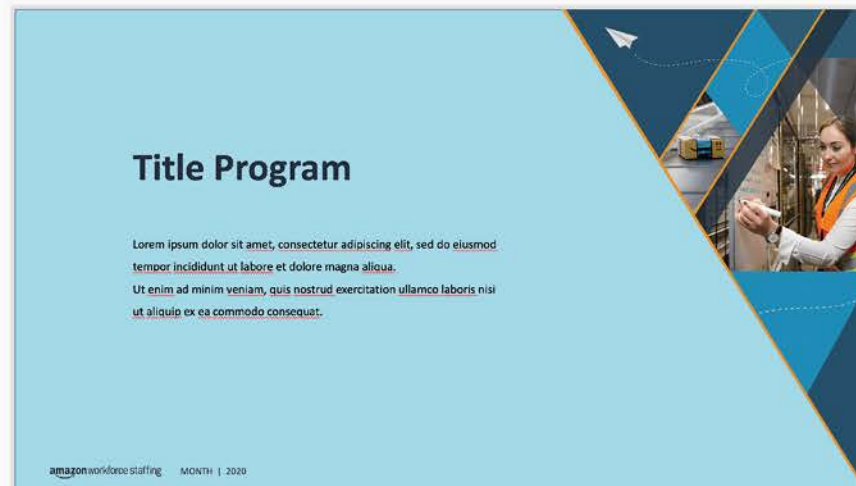 Title Program
Lorem ipsum dolor sit amet, consectetur adipiscing elit, sed do eiusmod
tempor incididunt ut labore et dolore magna aliqua.
Ut enim ad minim veniam, quis nostrud exercitation ullamco laboris nisi
ut aliquip ex ea commodo consequat.
amazon workforce staffing MONTH | 2020